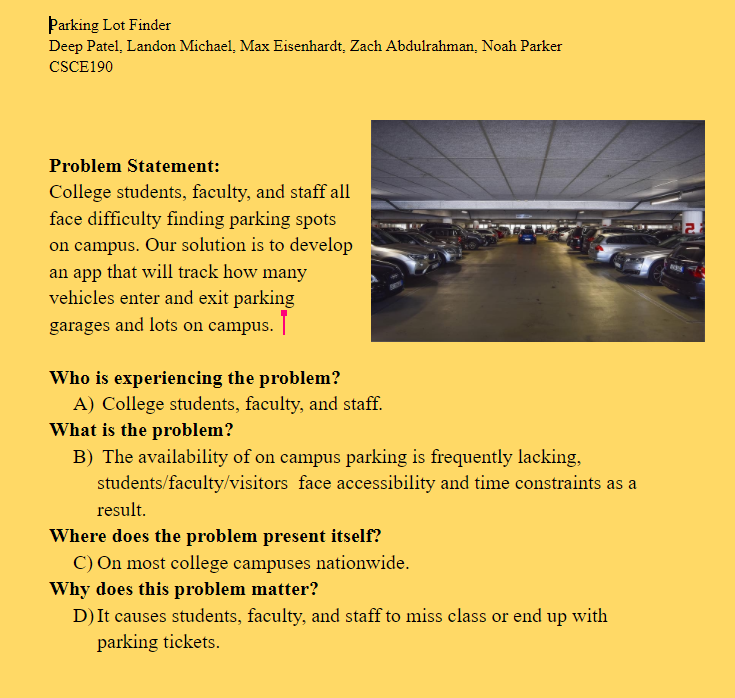 Parking Lot Finder
Deep Patel, Landon Michael, Max Eisenhardt, Zach Abdulrahman, Noah Parker
CSCE190
Problem Statement:
College students, faculty, and staff all
face difficulty finding parking spots
on campus. Our solution is to develop
an app that will track how many
vehicles enter and exit parking
garages and lots on campus.
Who is experiencing the problem?
A) College students, faculty, and staff.
What is the problem?
B) The availability of on campus parking is frequently lacking,
students/faculty/visitors face accessibility and time constraints as a
result.
Where does the problem present itself?
C) On most college campuses nationwide.
Why does this problem matter?
D) It causes students, faculty, and staff to miss class or end up with
parking tickets.